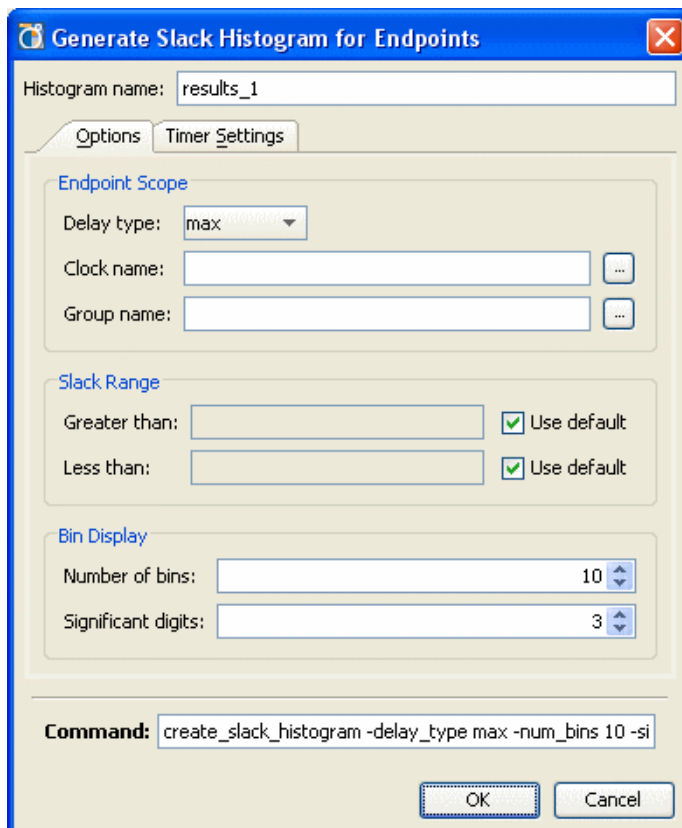 Generate Slack Histogram for Endpoints
Histogram name: results_1
Options Timer Settings
Endpoint Scope
Delay type: max
Clock name: ...
Group name: ...
Slack Range
Greater than: Use default
Less than: Use default
Bin Display
Number of bins: 10
Significant digits: 3
Command: create_slack_histogram -delay_type max -num_bins 10 -si
OK Cancel